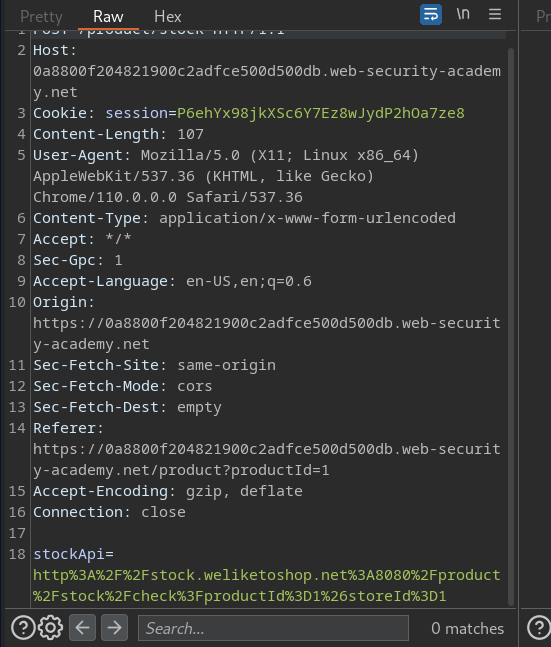 Pretty Raw Hex \n
1 POST /product/stock HTTP/1.1
2 Host:
0a8800f204821900c2adfce500d500db.web-security-academ
y.net
3 Cookie: session=P6ehYx98jkXSc6Y7Ez8wJydP2hOa7ze8
4 Content-Length: 107
5 User-Agent: Mozilla/5.0 (X11; Linux x86_64)
AppleWebKit/537.36 (KHTML, like Gecko)
Chrome/110.0.0.0 Safari/537.36
6 Content-Type: application/x-www-form-urlencoded
7 Accept: */*
8 Sec-Gpc: 1
9 Accept-Language: en-US,en;q=0.6
10 Origin:
https://0a8800f204821900c2adfce500d500db.web-securit
y-academy.net
11 Sec-Fetch-Site: same-origin
12 Sec-Fetch-Mode: cors
13 Sec-Fetch-Dest: empty
14 Referer:
https://0a8800f204821900c2adfce500d500db.web-securit
y-academy.net/product?productId=1
15 Accept-Encoding: gzip, deflate
16 Connection: close
17
18 stockApi=
http%3A%2F%2Fstock.weliketoshop.net%3A8080%2Fproduct
%2Fstock%2Fcheck%3FproductId%3D1%26storeId%3D1
Search... 0 matches